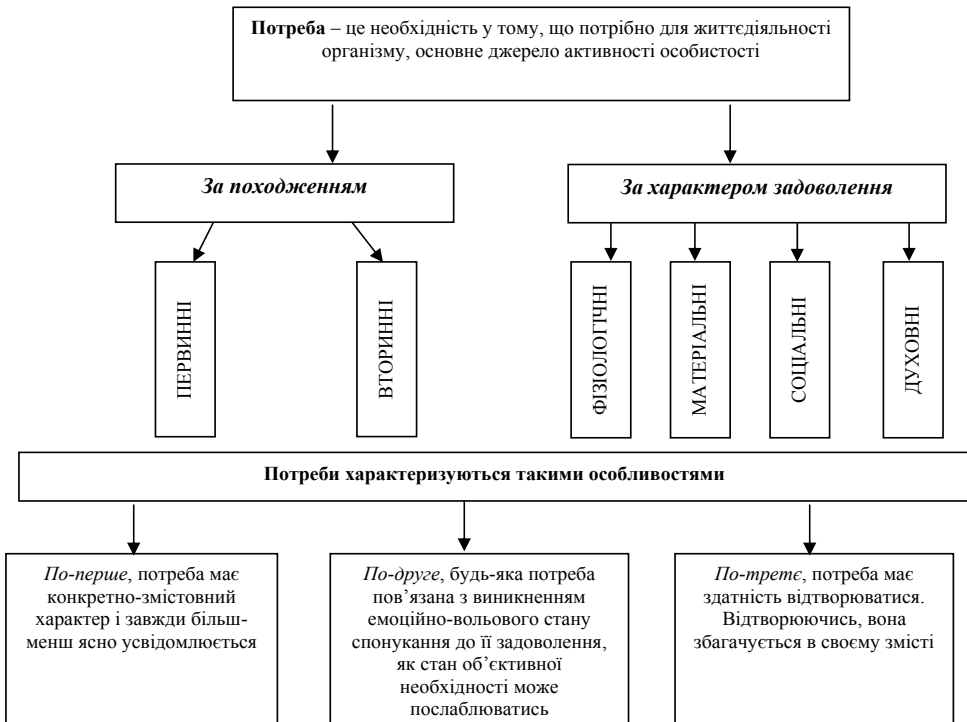 Потреба – це необхідність у тому, що потрібно для життєдіяльності
організму, основне джерело активності особистості
За походженням
За характером задоволення
ПЕРВИННІ
ВТОРИННІ
ФІЗІОЛОГІЧНІ
МАТЕРІАЛЬНІ
СОЦІАЛЬНІ
ДУХОВНІ
Потреби характеризуються такими особливостями
По-перше, потреба має
конкретно-змістовний
характер і завжди більш-
менш ясно усвідомлюється
По-друге, будь-яка потреба
пов’язана з виникненням
емоційно-вольового стану
спонукання до її задоволення,
як стан об’єктивної
необхідності може
послаблюватись
По-третє, потреба має
здатність відтворюватися.
Відтворюючись, вона
збагачується в своєму змісті